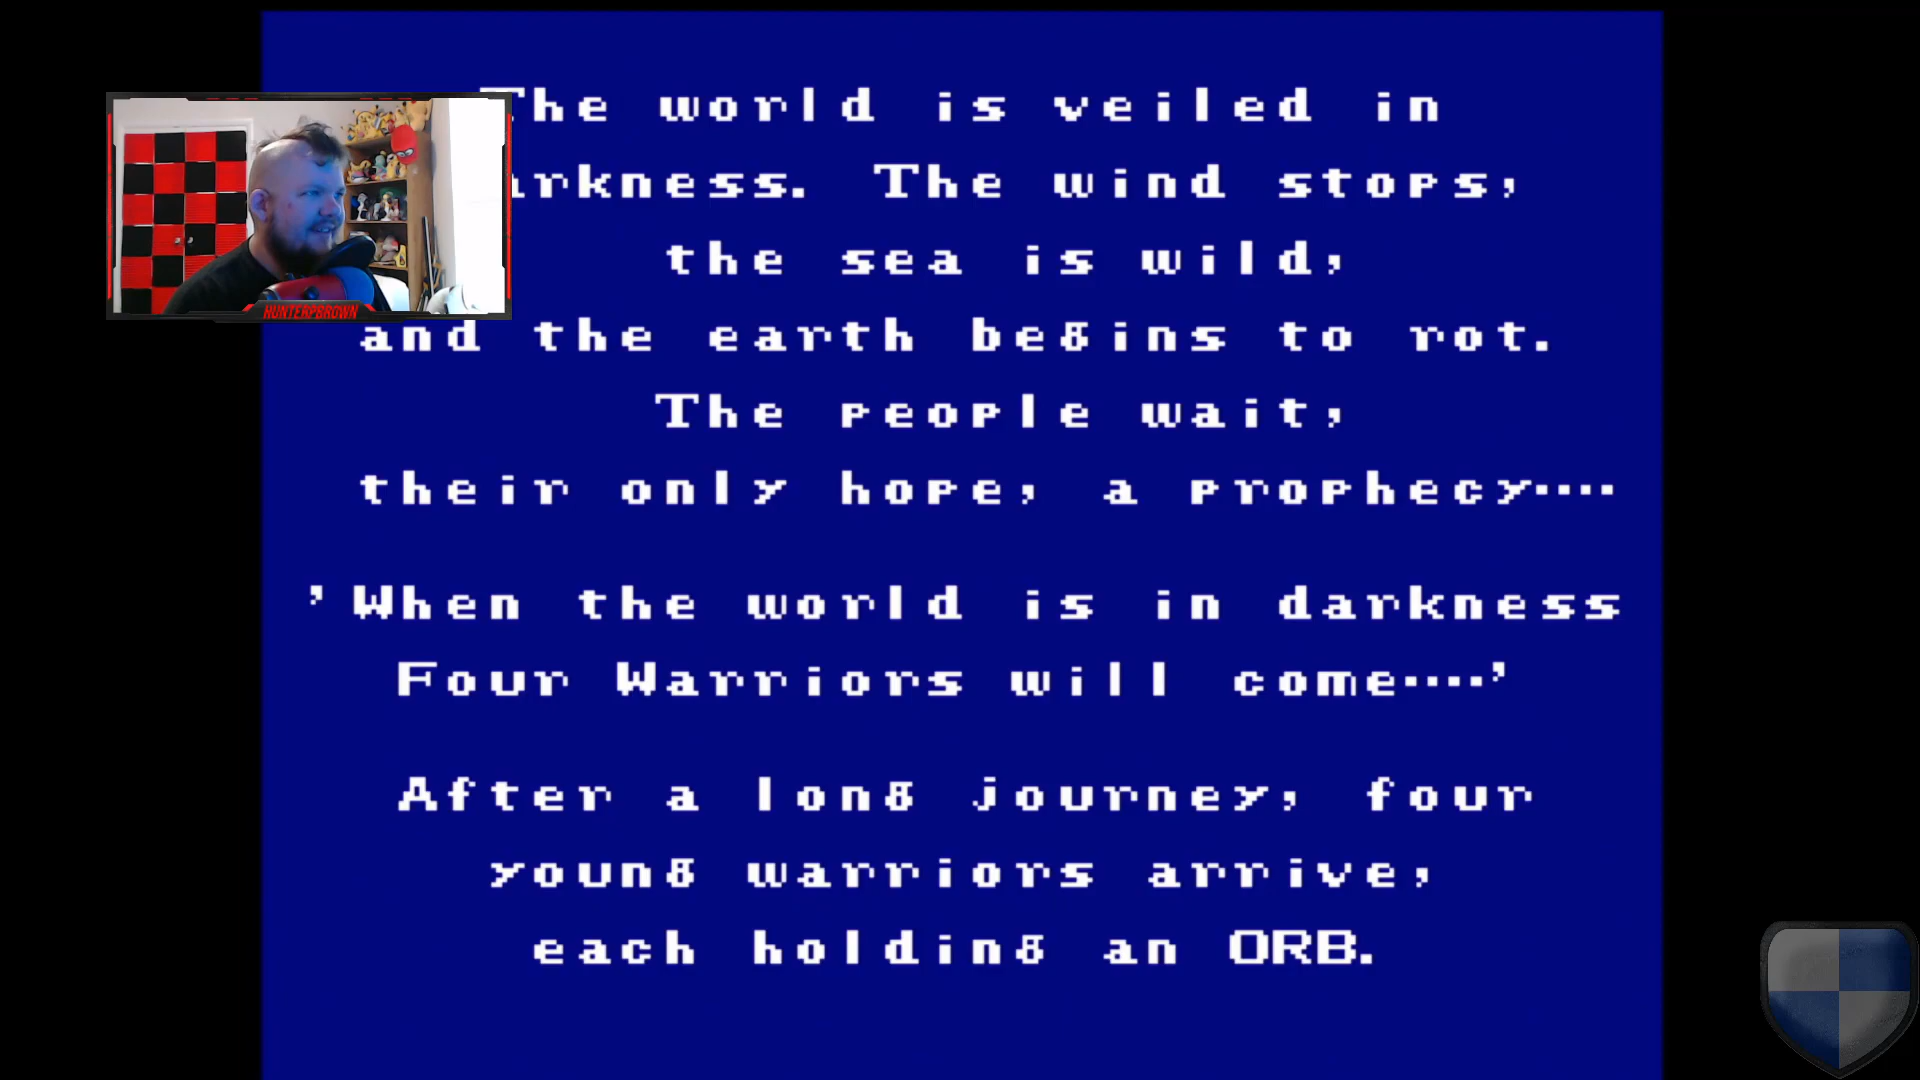 The world is veiled in
arkness. The wind stops,
the sea is wild,
and the earth begins to rot.
The people wait,
their only hope, a prophecy....
'When the world is in darkness
Four Warriors will come....'
After a long journey, four
young warriors arrive,
each holding an ORB.
HUNTERPBROWN